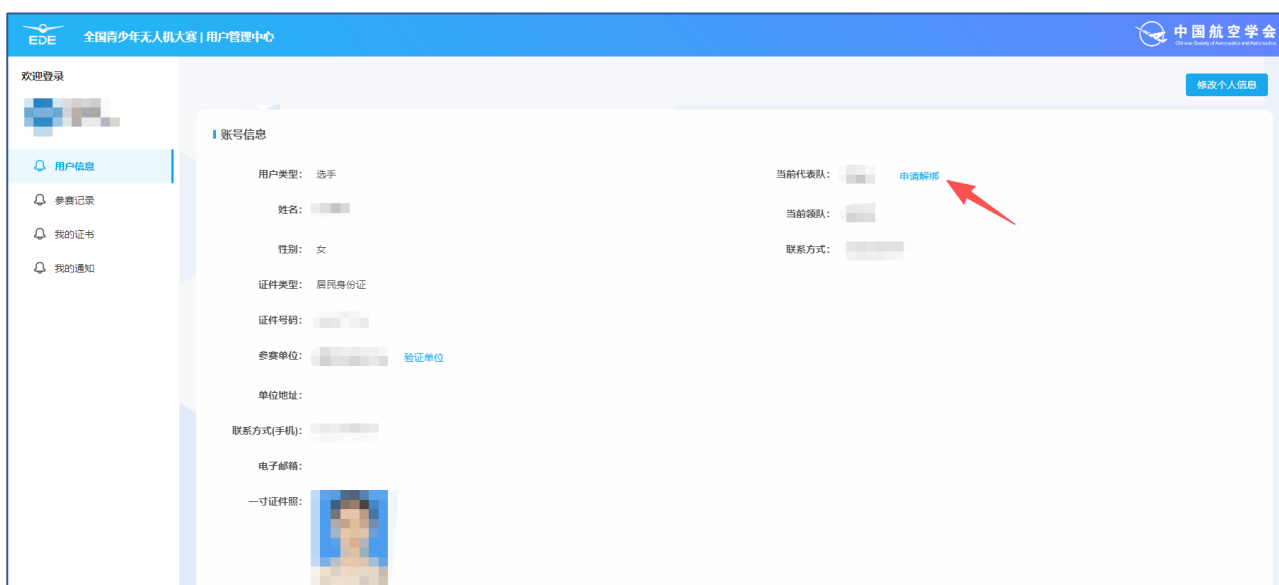 EDE
全国青少年无人机大赛 | 用户管理中心
中国航空学会
Chinese Society of Aeronautics and Astronautics
欢迎登录
修改个人信息
用户信息
参赛记录
我的证书
我的通知
账号信息
用户类型： 选手
姓名：
性别： 女
证件类型： 居民身份证
证件号码：
参赛单位： 验证单位
单位地址：
联系方式(手机)：
电子邮箱：
一寸证件照：
当前代表队： 申请解绑
当前领队：
联系方式：